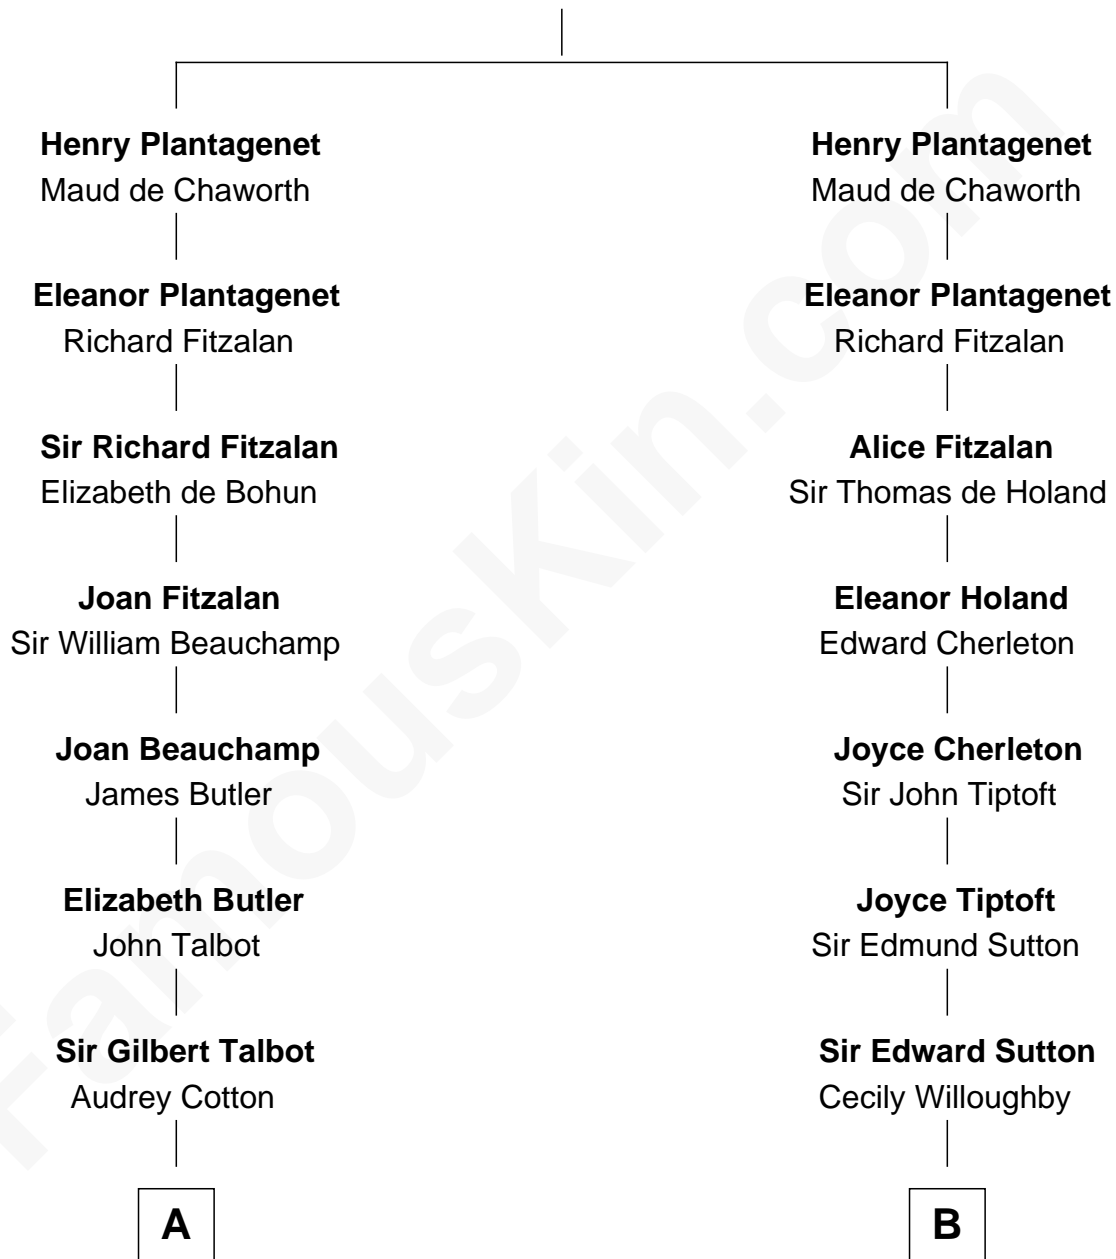 Henry Plantagenet
Maud de Chaworth
Eleanor Plantagenet
Richard Fitzalan
Sir Richard Fitzalan
Elizabeth de Bohun
Joan Fitzalan
Sir William Beauchamp
Joan Beauchamp
James Butler
Elizabeth Butler
John Talbot
Sir Gilbert Talbot
Audrey Cotton
A
Henry Plantagenet
Maud de Chaworth
Eleanor Plantagenet
Richard Fitzalan
Alice Fitzalan
Sir Thomas de Holand
Eleanor Holand
Edward Cherleton
Joyce Cherleton
Sir John Tiptoft
Joyce Tiptoft
Sir Edmund Sutton
Sir Edward Sutton
Cecily Willoughby
B
FamousKin.com